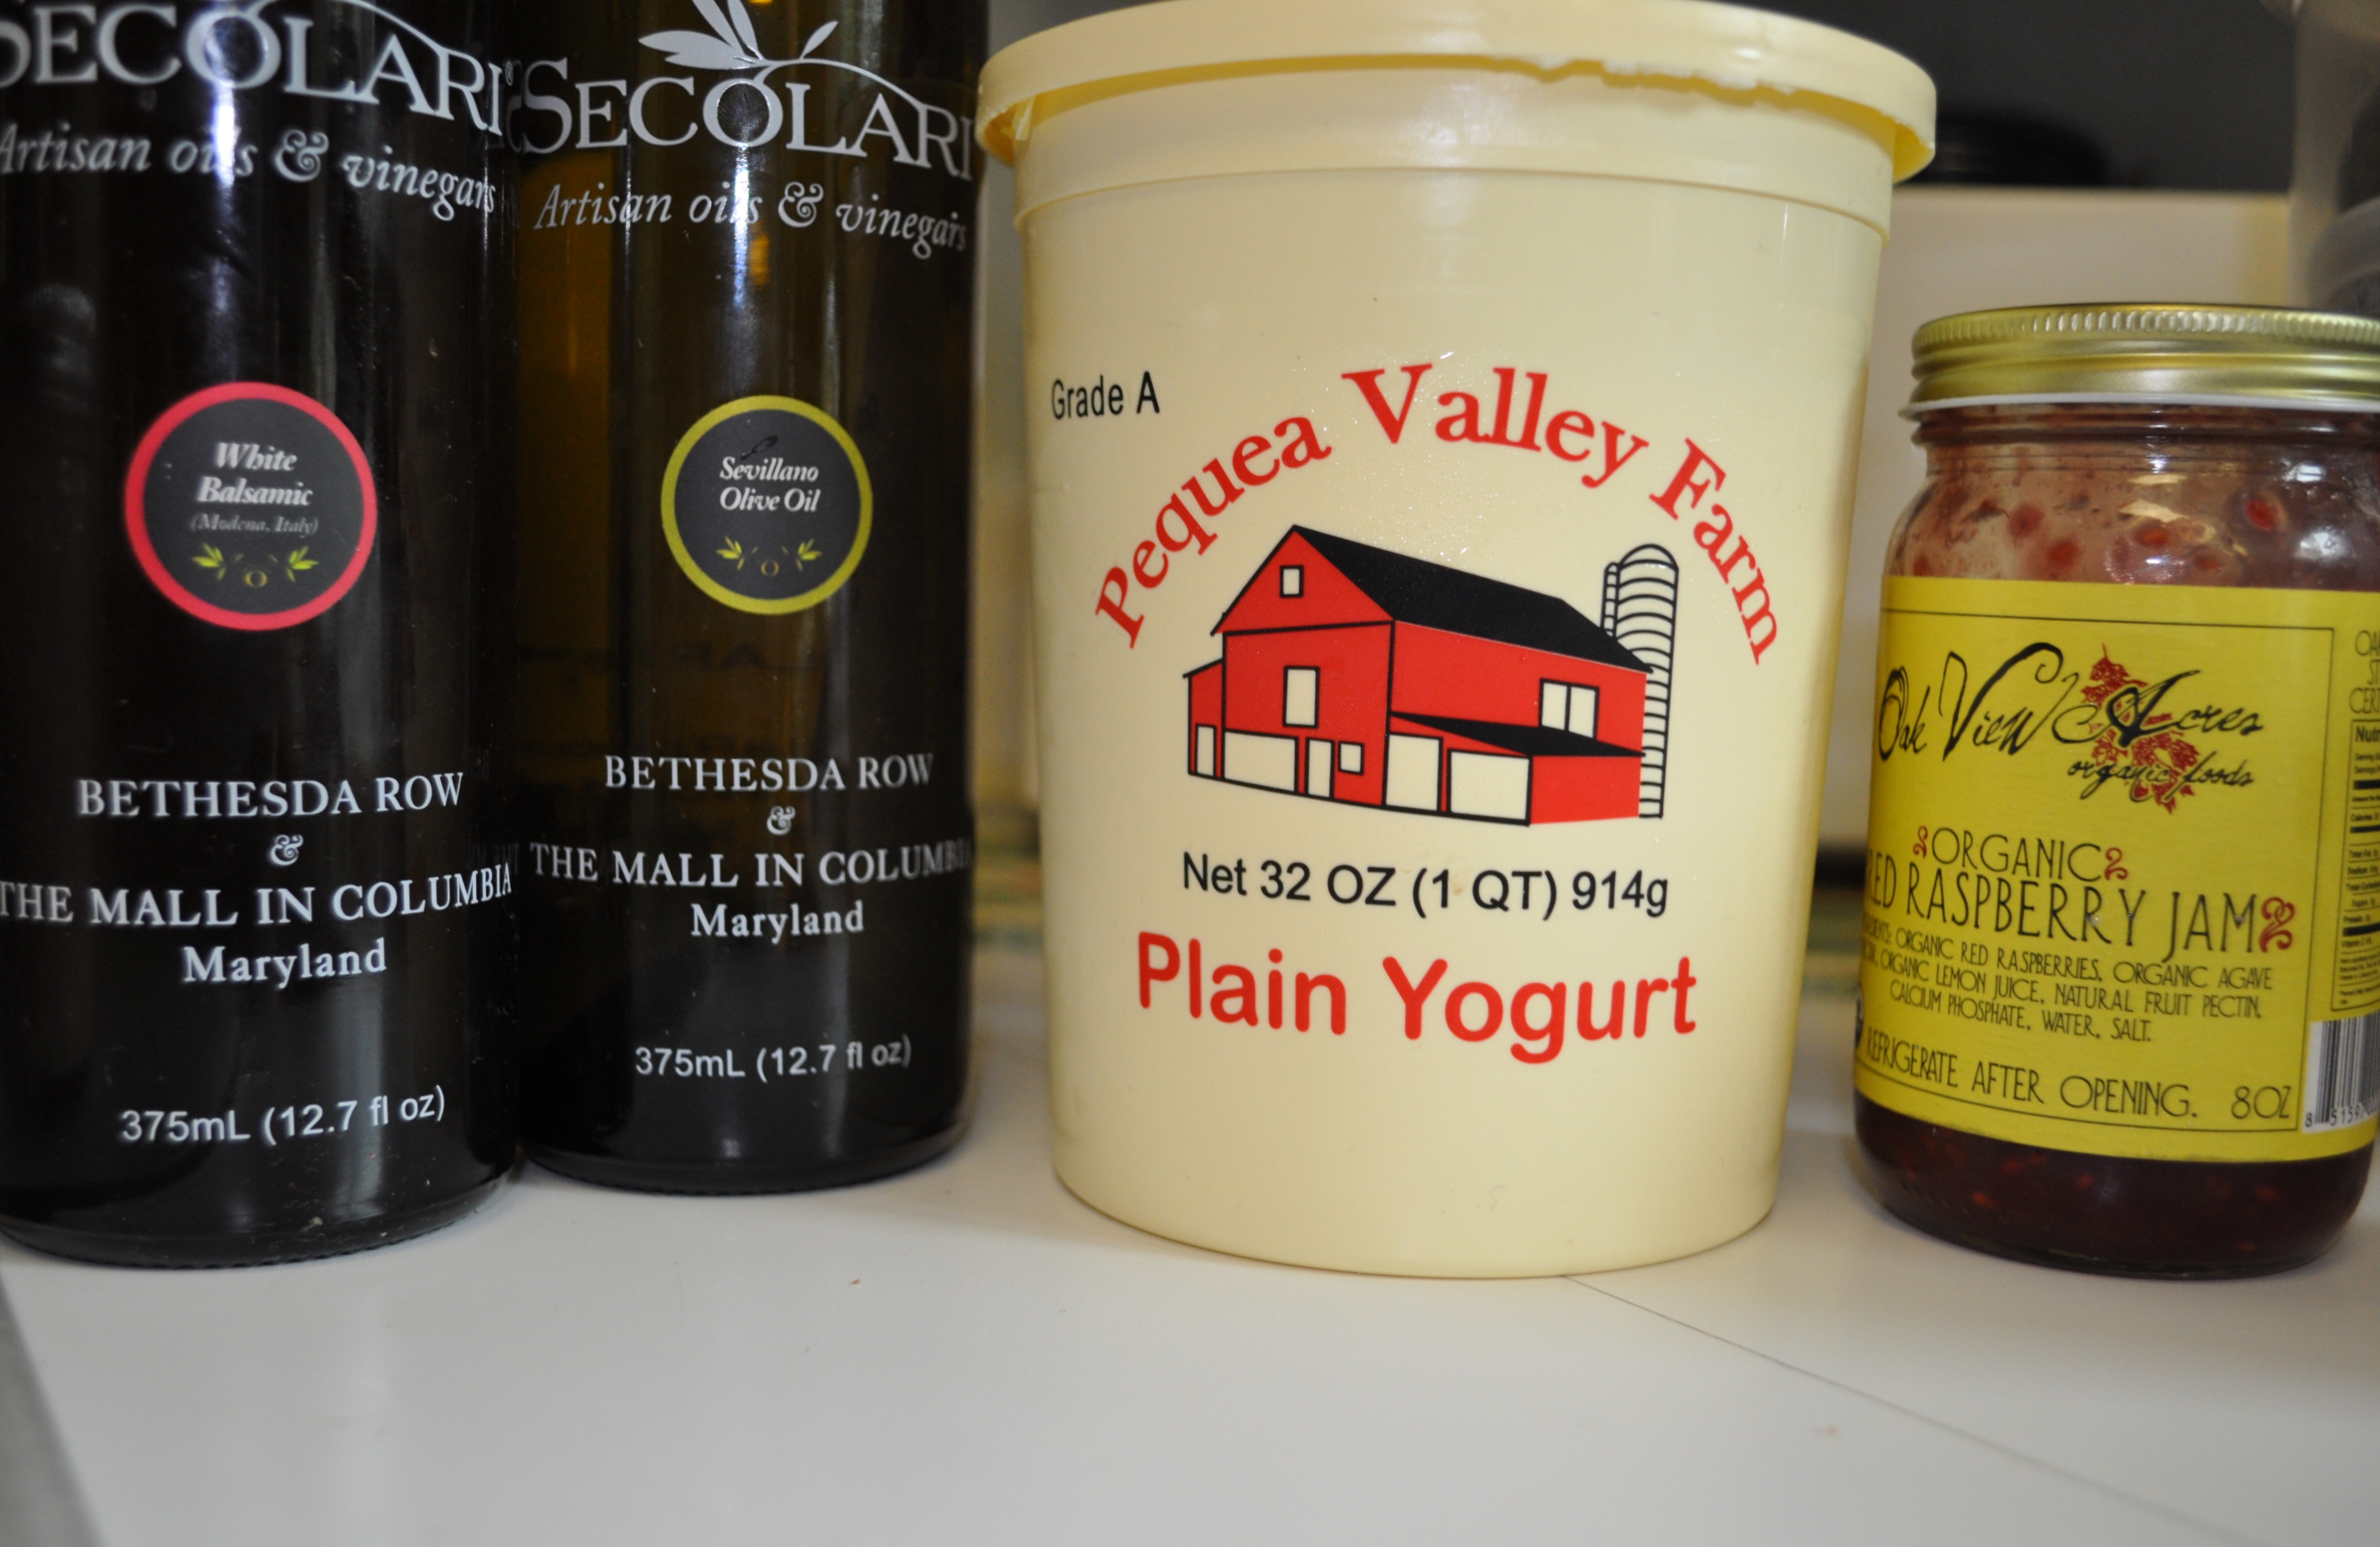 SECOLARI
Artisan oils & vinegars
White
Balsamic
(Modena, Italy)
BETHESDA ROW
&
THE MALL IN COLUMBIA
Maryland
375mL (12.7 fl oz)
SECOLARI
Artisan oils & vinegars
Sevillano
Olive Oil
BETHESDA ROW
&
THE MALL IN COLUMBIA
Maryland
375mL (12.7 fl oz)
Grade A
Pequea Valley Farm
Net 32 OZ (1 QT) 914g
Plain Yogurt
Oak View Acres
organic foods
ORGANIC
RED RASPBERRY JAM
ORGANIC RED RASPBERRIES, ORGANIC AGAVE
ORGANIC LEMON JUICE, NATURAL FRUIT PECTIN,
CALCIUM PHOSPHATE, WATER, SALT.
REFRIGERATE AFTER OPENING. 8OZ